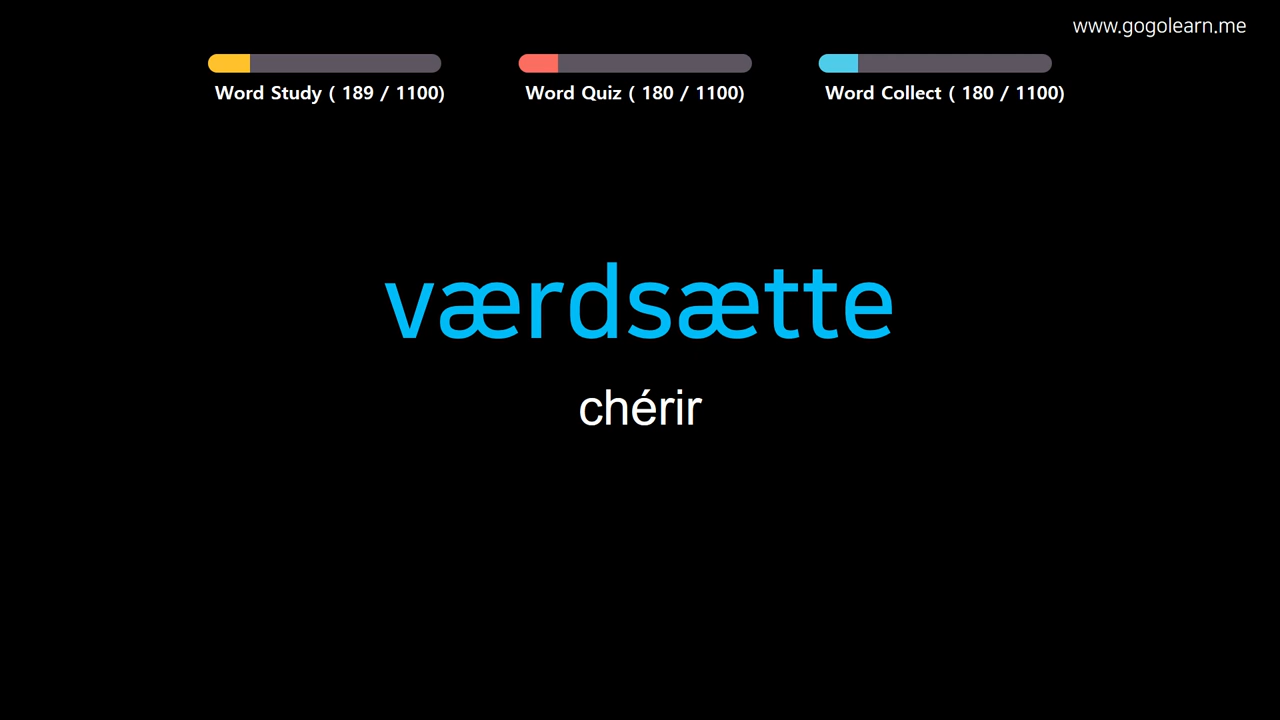 www.gogolearn.me
Word Study ( 189 / 1100)
Word Quiz ( 180 / 1100)
Word Collect ( 180 / 1100)
værdsætte
chérir